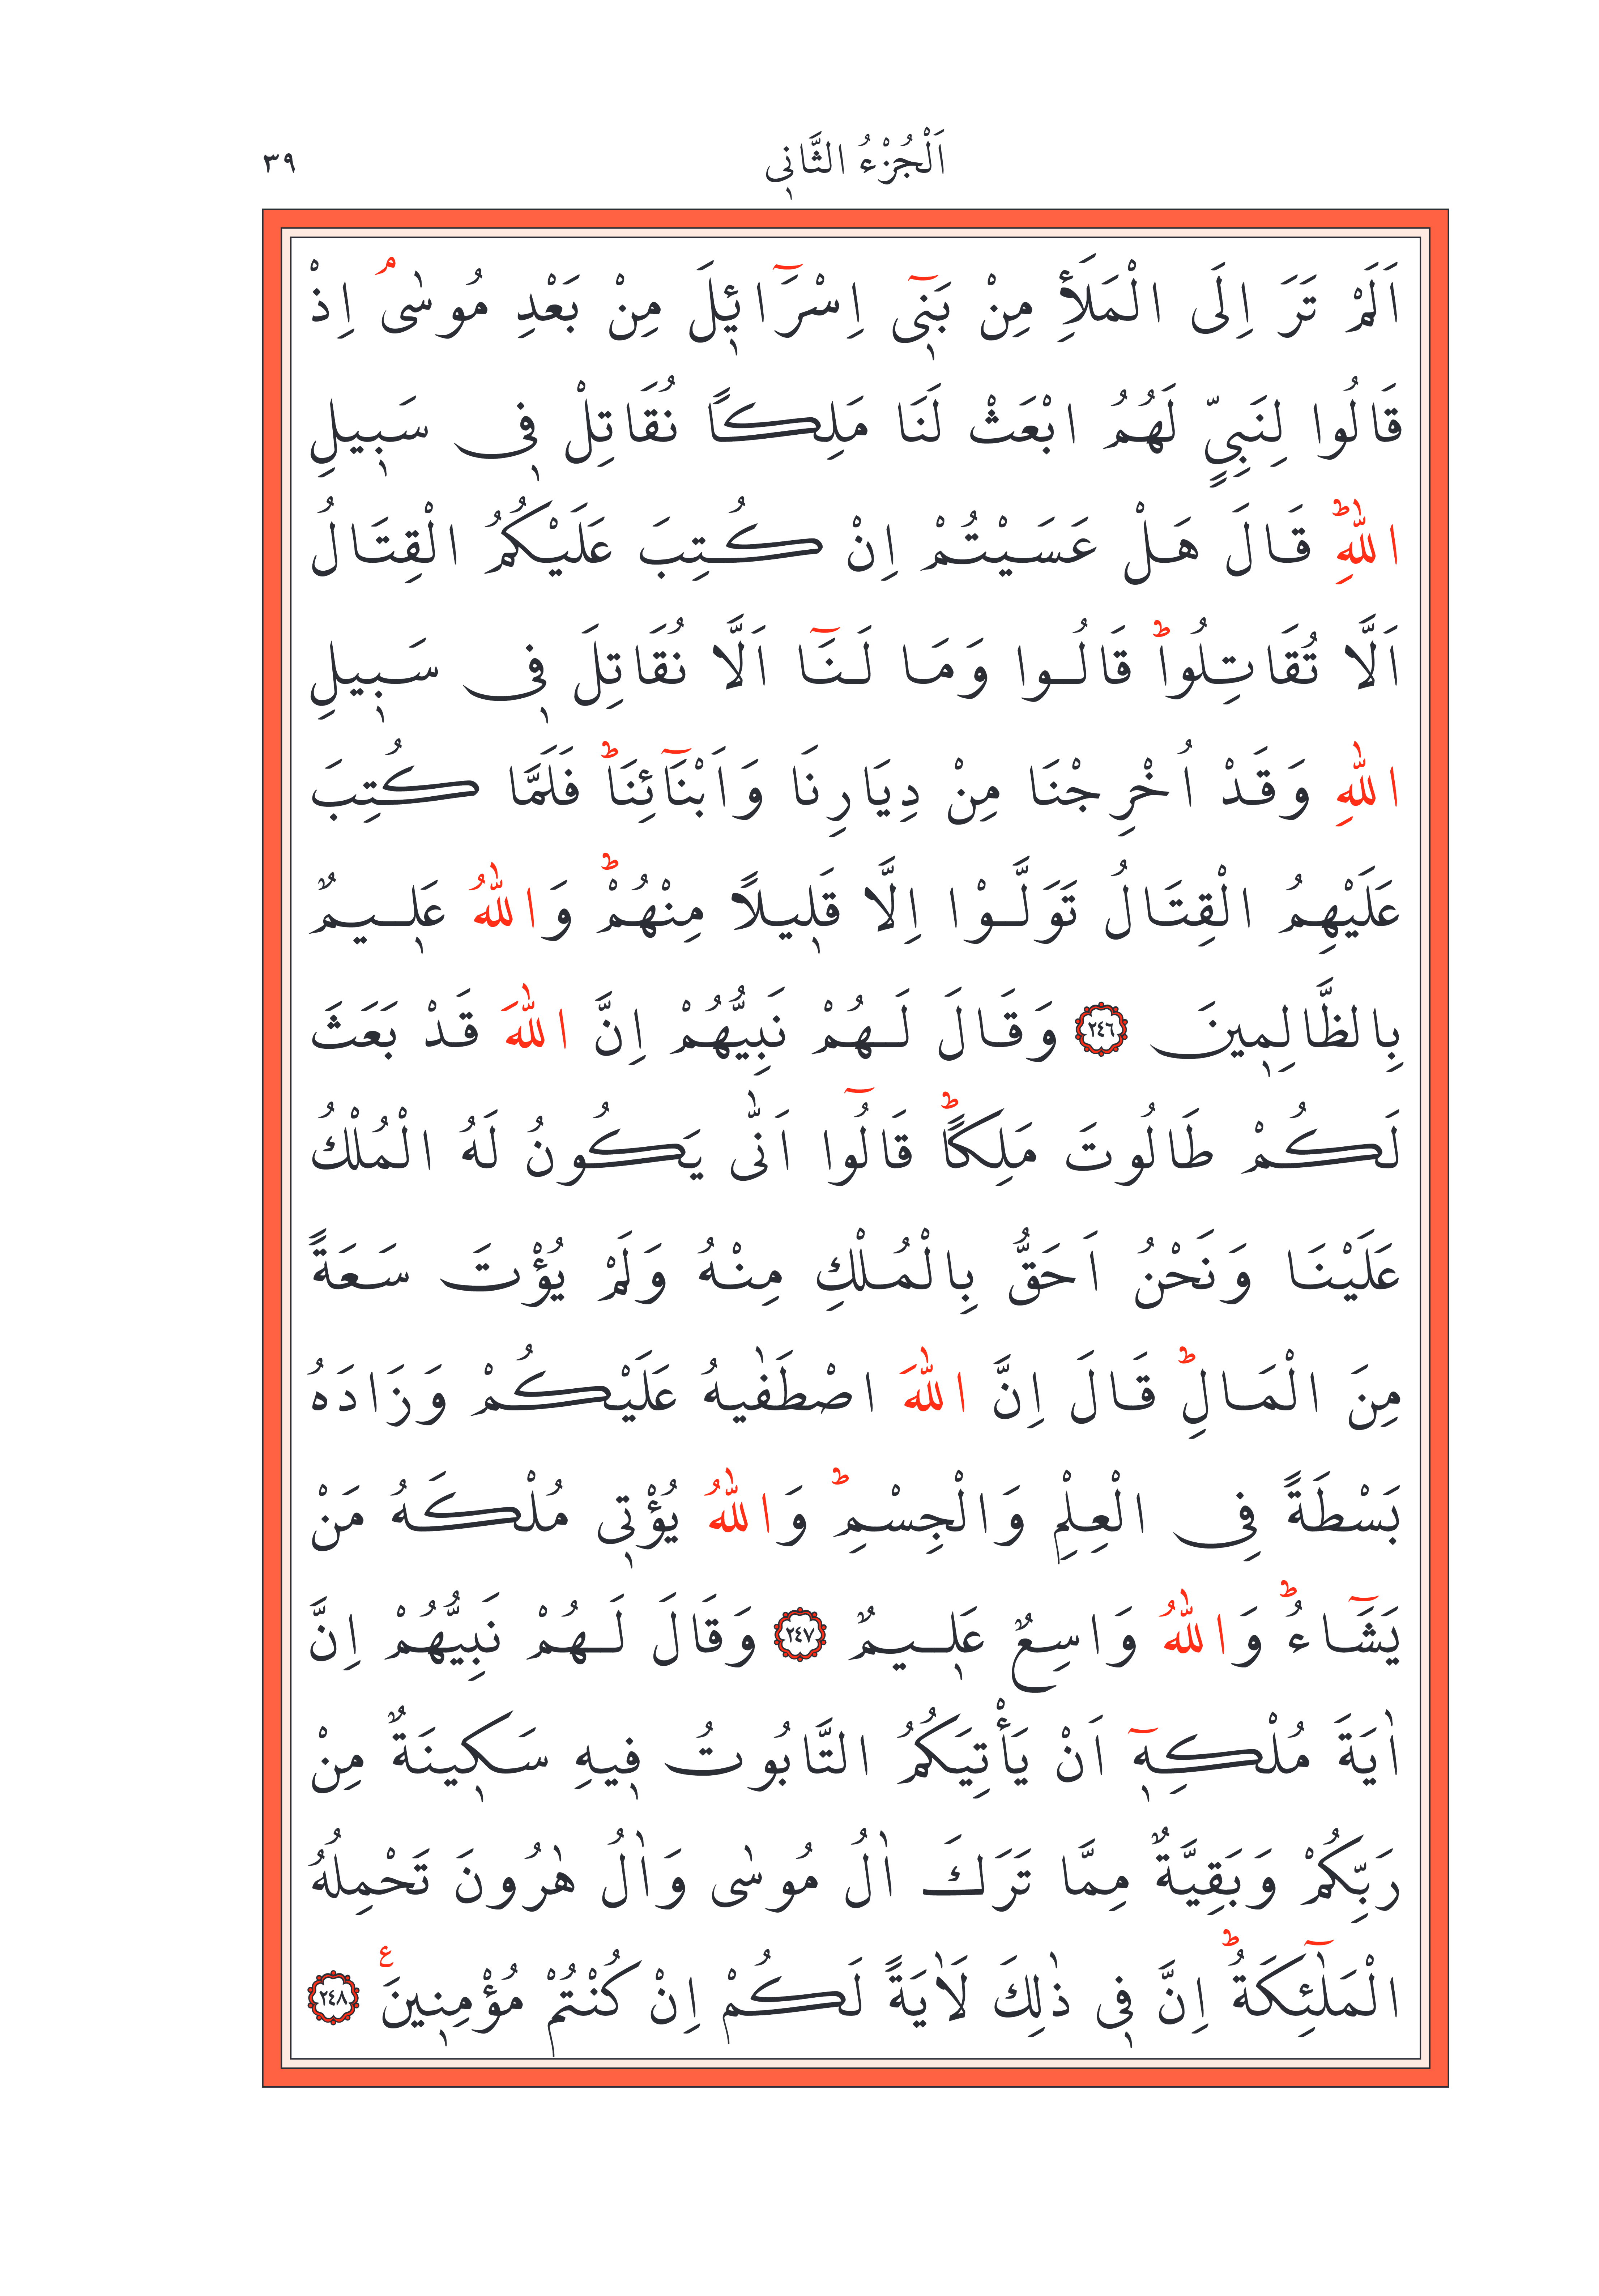 اَلْجُزْءُ الثَّانٖى ٣٩
اَلَمْ تَرَ اِلَى الْمَلَأِ مِنْ بَنٖٓى اِسْرَٓائٖلَ مِنْ بَعْدِ مُوسٰىۘ اِذْ
قَالُوا لِنَبِىٍّ لَهُمُ ابْعَثْ لَنَا مَلِكًا نُقَاتِلْ فٖى سَبٖيلِ
اللّٰهِؕ قَالَ هَلْ عَسَيْتُمْ اِنْ كُتِبَ عَلَيْكُمُ الْقِتَالُ
اَلَّا تُقَاتِلُواؕ قَالُوا وَمَا لَنَٓا اَلَّا نُقَاتِلَ فٖى سَبٖيلِ
اللّٰهِ وَقَدْ اُخْرِجْنَا مِنْ دِيَارِنَا وَاَبْنَٓائِنَاؕ فَلَمَّا كُتِبَ
عَلَيْهِمُ الْقِتَالُ تَوَلَّوْا اِلَّا قَلٖيلًا مِنْهُمْؕ وَاللّٰهُ عَلٖيمٌ
بِالظَّالِمٖينَ ٢٤٦ وَقَالَ لَهُمْ نَبِيُّهُمْ اِنَّ اللّٰهَ قَدْ بَعَثَ
لَكُمْ طَالُوتَ مَلِكًاؕ قَالُٓوا اَنّٰى يَكُونُ لَهُ الْمُلْكُ
عَلَيْنَا وَنَحْنُ اَحَقُّ بِالْمُلْكِ مِنْهُ وَلَمْ يُؤْتَ سَعَةً
مِنَ الْمَالِؕ قَالَ اِنَّ اللّٰهَ اصْطَفٰيهُ عَلَيْكُمْ وَزَادَهُ
بَسْطَةً فِى الْعِلْمِ وَالْجِسْمِؕ وَاللّٰهُ يُؤْتٖى مُلْكَهُ مَنْ
يَشَٓاءُؕ وَاللّٰهُ وَاسِعٌ عَلٖيمٌ ٢٤٧ وَقَالَ لَهُمْ نَبِيُّهُمْ اِنَّ
اٰيَةَ مُلْكِهٖٓ اَنْ يَأْتِيَكُمُ التَّابُوتُ فٖيهِ سَكٖينَةٌ مِنْ
رَبِّكُمْ وَبَقِيَّةٌ مِمَّا تَرَكَ اٰلُ مُوسٰى وَاٰلُ هٰرُونَ تَحْمِلُهُ
الْمَلٰٓئِكَةُؕ اِنَّ فٖى ذٰلِكَ لَاٰيَةً لَكُمْ اِنْ كُنْتُمْ مُؤْمِنٖينَࣖ ٢٤٨